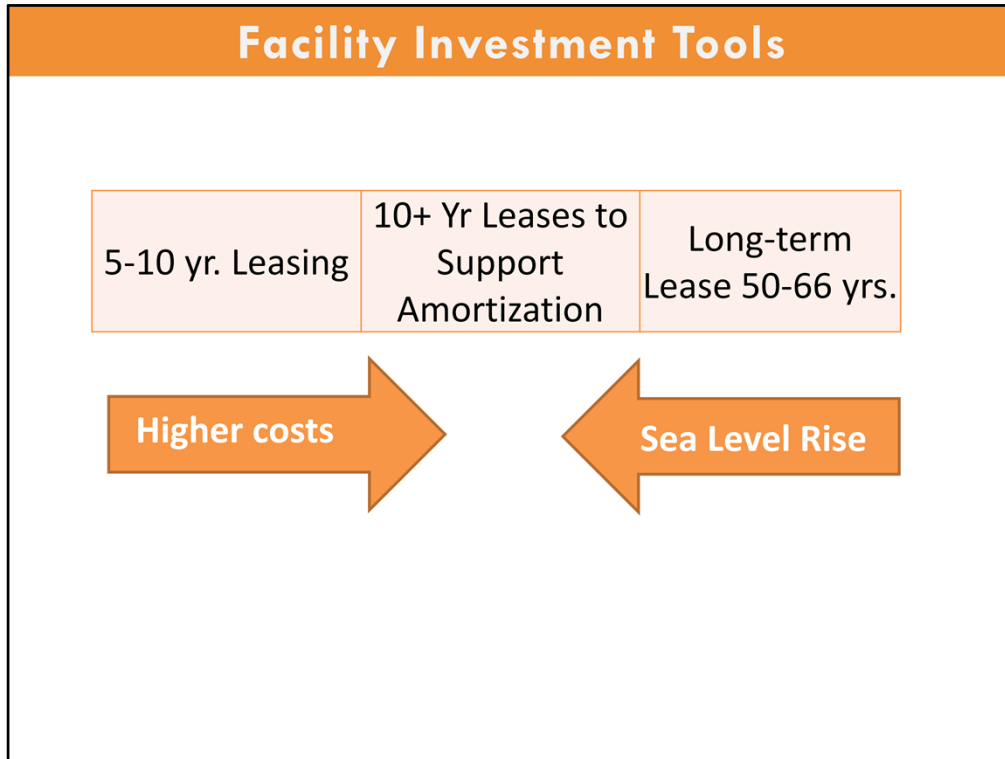 Facility Investment Tools
5-10 yr. Leasing
10+ Yr Leases to
Support
Amortization
Long-term
Lease 50-66 yrs.
Higher costs
Sea Level Rise